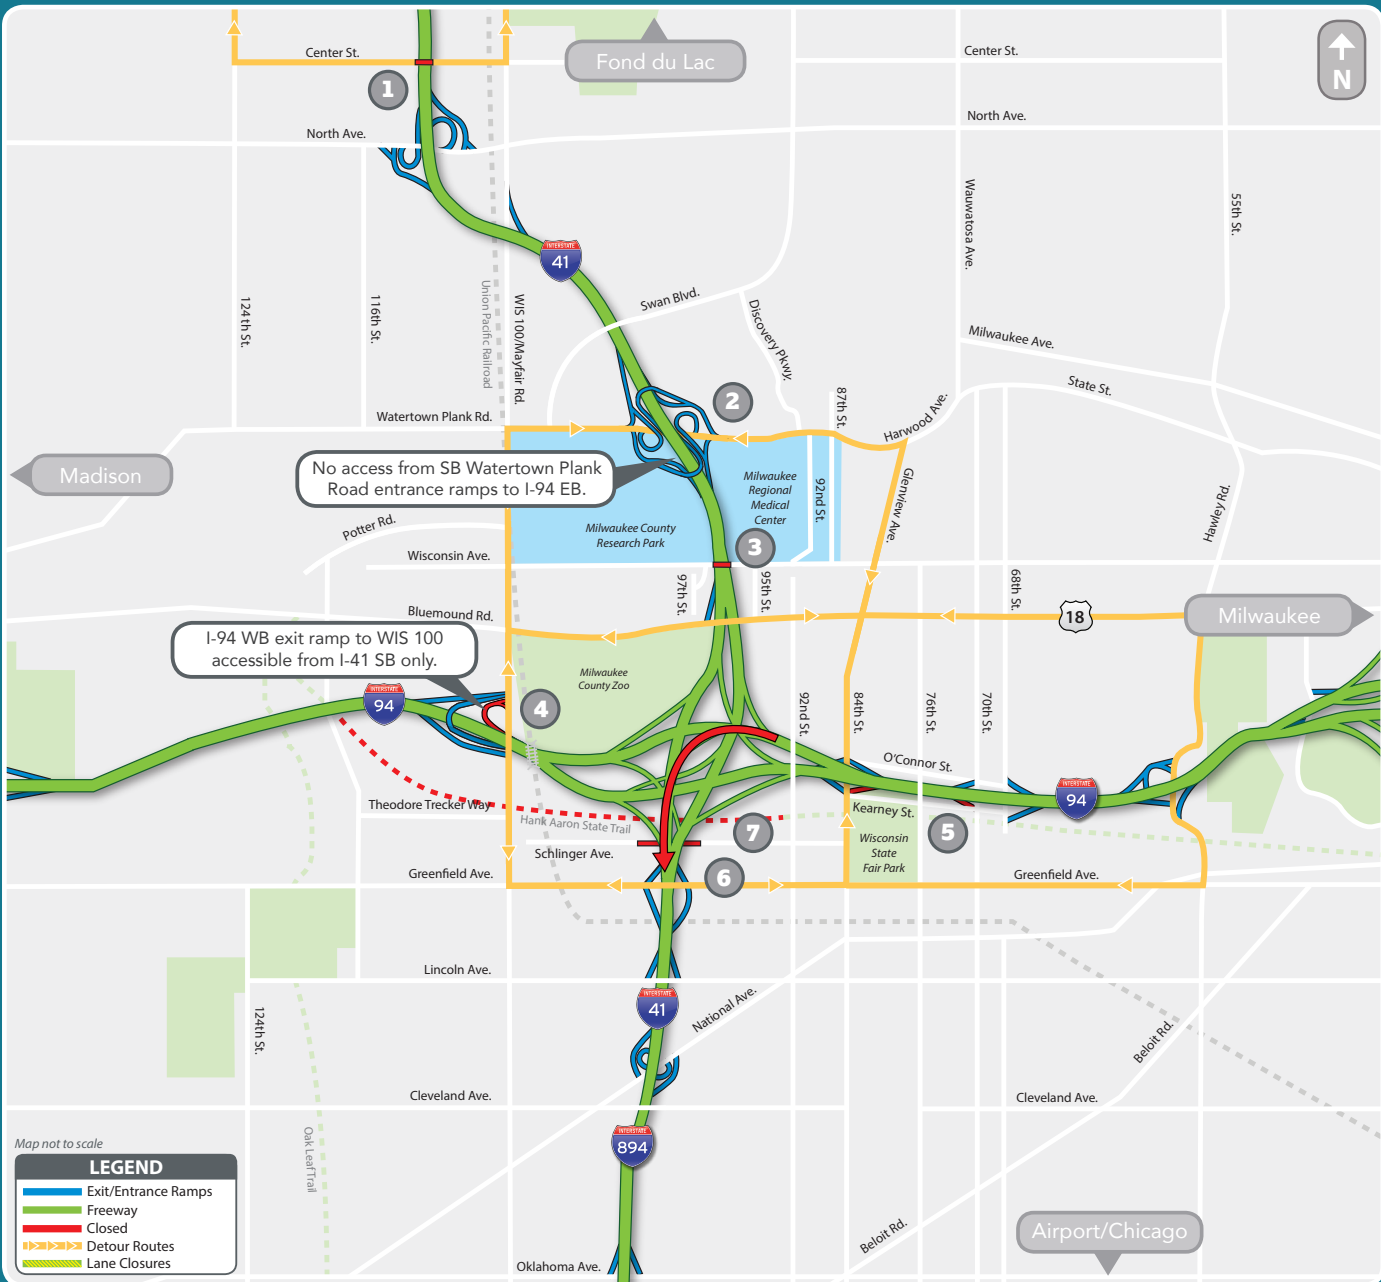 Center St.
Fond du Lac
Center St.
N
1
North Ave.
North Ave.
Wauwatosa Ave.
55th St.
INTERSTATE
41
124th St.
116th St.
Union Pacific Railroad
WIS 100/Mayfair Rd.
Swan Blvd.
Discovery Pkwy.
Milwaukee Ave.
State St.
Watertown Plank Rd.
2
87th St.
Harwood Ave.
Madison
No access from SB Watertown Plank
Road entrance ramps to I-94 EB.
Milwaukee
Regional
Medical
Center
92nd St.
Glenview Ave.
Hawley Rd.
Potter Rd.
Milwaukee County
Research Park
Wisconsin Ave.
3
97th St.
95th St.
68th St.
Bluemound Rd.
18
Milwaukee
I-94 WB exit ramp to WIS 100
accessible from I-41 SB only.
Milwaukee
County Zoo
INTERSTATE
94
4
92nd St.
84th St.
76th St.
70th St.
O'Connor St.
INTERSTATE
94
Theodore Trecker Way
Hank Aaron State Trail
Kearney St.
7
5
Schlinger Ave.
Wisconsin
State
Fair Park
Greenfield Ave.
6
Greenfield Ave.
Lincoln Ave.
INTERSTATE
41
National Ave.
124th St.
Beloit Rd.
Cleveland Ave.
Cleveland Ave.
INTERSTATE
894
Oak Leaf Trail
Map not to scale
LEGEND
Exit/Entrance Ramps
Freeway
Closed
Detour Routes
Lane Closures
Beloit Rd.
Airport/Chicago
Oklahoma Ave.